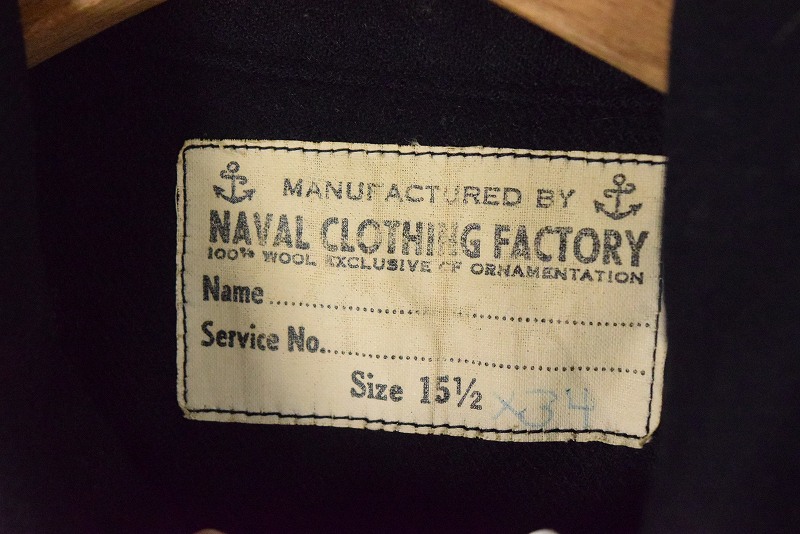 MANUFACTURED BY
NAVAL CLOTHING FACTORY
100% WOOL EXCLUSIVE OF ORNAMENTATION
Name
Service No.
Size 15½ x34